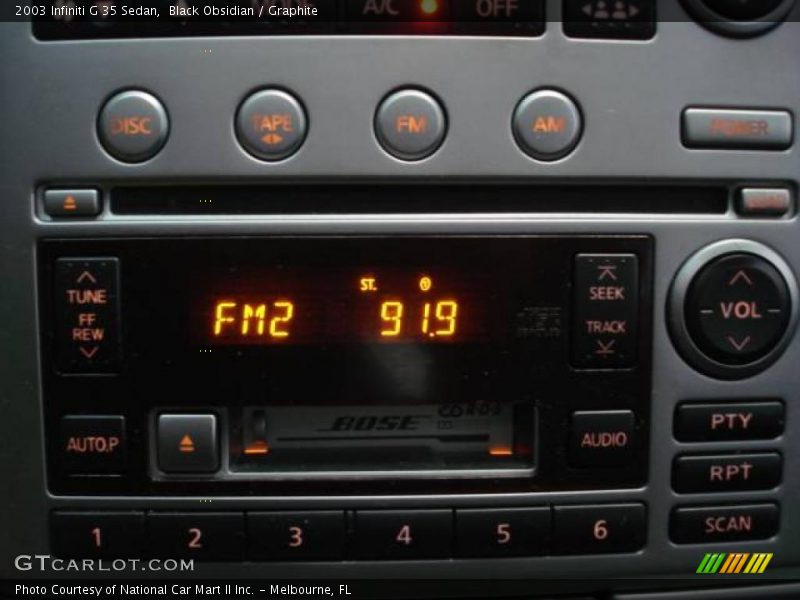 2003 Infiniti G 35 Sedan,  Black Obsidian / Graphite
A/C OFF
DISC TAPE FM AM POWER
TUNE
FF
REW
FM2 ST. 91.9
SEEK
TRACK
VOL
AUTO.P
BOSE
AUDIO
PTY
RPT
SCAN
1 2 3 4 5 6
GTCARLOT.COM
Photo Courtesy of National Car Mart II Inc. - Melbourne, FL